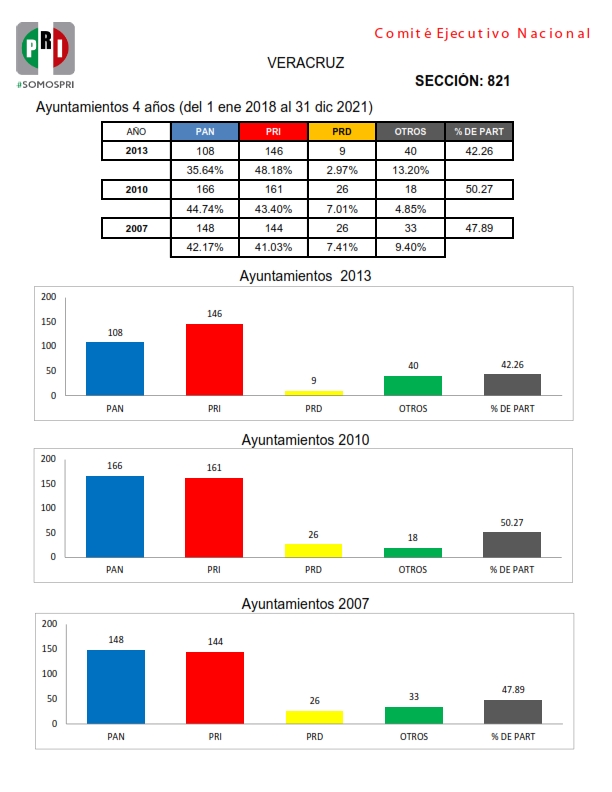 Comité Ejecutivo Nacional
PRI
#SOMOSPRI
VERACRUZ
SECCIÓN: 821
Ayuntamientos 4 años (del 1 ene 2018 al 31 dic 2021)
AÑO PAN PRI PRD OTROS % DE PART
2013 108 146 9 40 42.26
35.64% 48.18% 2.97% 13.20%
2010 166 161 26 18 50.27
44.74% 43.40% 7.01% 4.85%
2007 148 144 26 33 47.89
42.17% 41.03% 7.41% 9.40%
Ayuntamientos 2013
200
150
100
50
0
108 146 9 40 42.26
PAN PRI PRD OTROS % DE PART
Ayuntamientos 2010
200
150
100
50
0
166 161 26 18 50.27
PAN PRI PRD OTROS % DE PART
Ayuntamientos 2007
200
150
100
50
0
148 144 26 33 47.89
PAN PRI PRD OTROS % DE PART